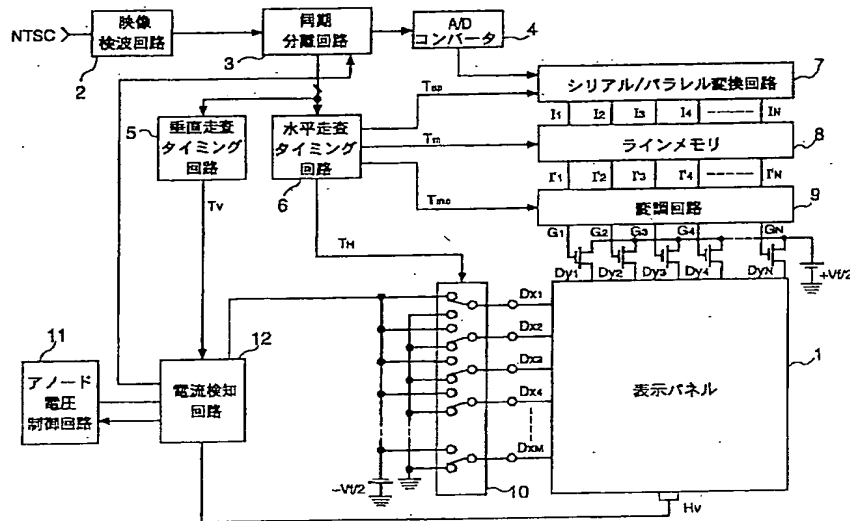 NTSC
映像
検波回路
2
同期
分離回路
3
A/D
コンバータ
4
シリアル/パラレル変換回路
7
Tsp
I1 I2 I3 I4 IN
垂直走査
タイミング
回路
5
水平走査
タイミング
回路
6
Tm
ラインメモリ
8
I'1 I'2 I'3 I'4 I'N
Tmo
変調回路
9
G1 G2 G3 G4 GN
Tv
TH
Dy1 Dy2 Dy3 Dy4 DyN
+Vf/2
Dx1
Dx2
Dx3
Dx4
DxM
表示パネル
1
11
アノード
電圧
制御回路
12
電流検知
回路
-Vf/2
10
Hv